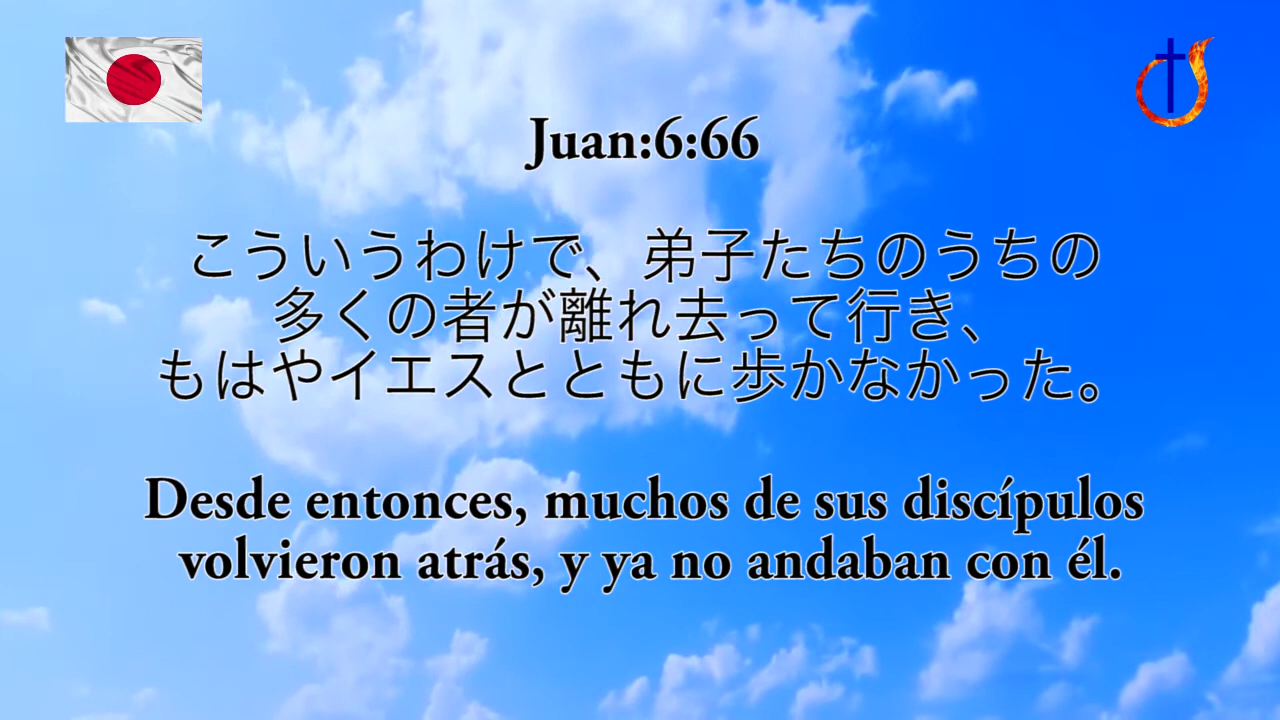 Juan:6:66
こういうわけで、弟子たちのうちの
多くの者が離れ去って行き、
もはやイエスとともに歩かなかった。
Desde entonces, muchos de sus discípulos
volvieron atrás, y ya no andaban con él.